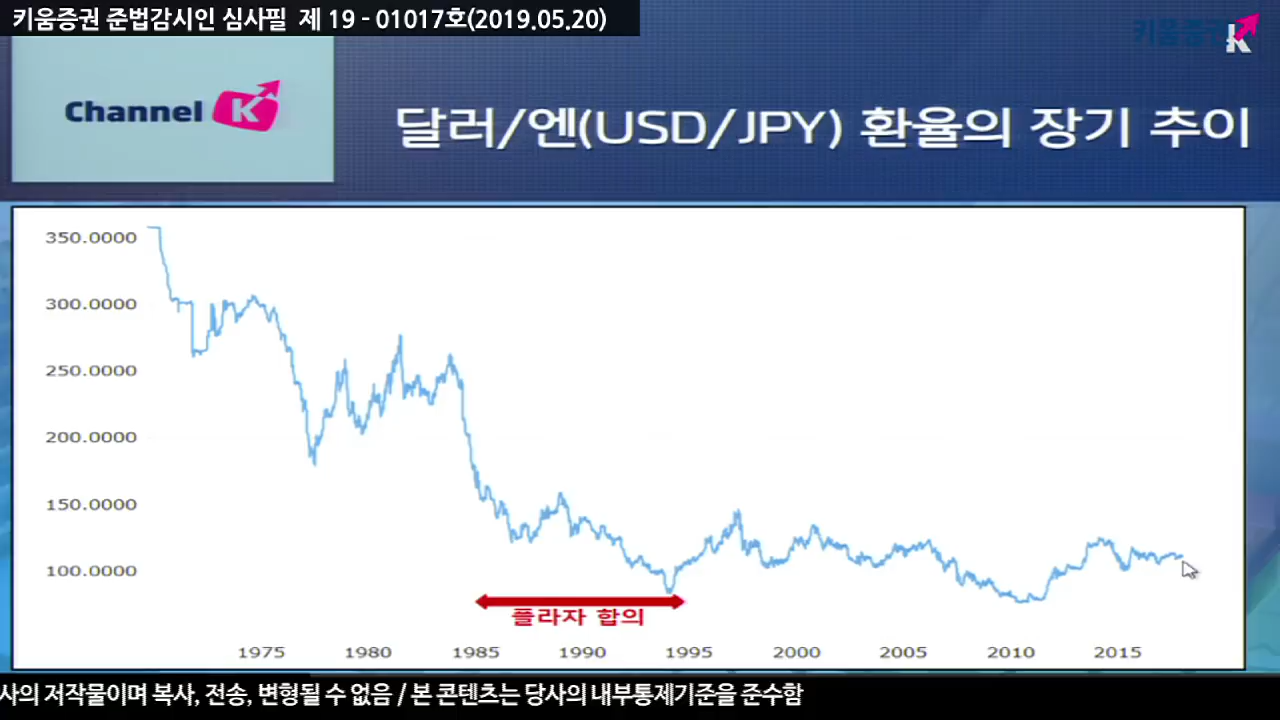 키움증권 준법감시인 심사필 제 19 - 01017호(2019.05.20)
키움증권
K
Channel K
달러/엔(USD/JPY) 환율의 장기 추이
350.0000
300.0000
250.0000
200.0000
150.0000
100.0000
플라자 합의
1975 1980 1985 1990 1995 2000 2005 2010 2015
사의 저작물이며 복사, 전송, 변형될 수 없음 / 본 콘텐츠는 당사의 내부통제기준을 준수함